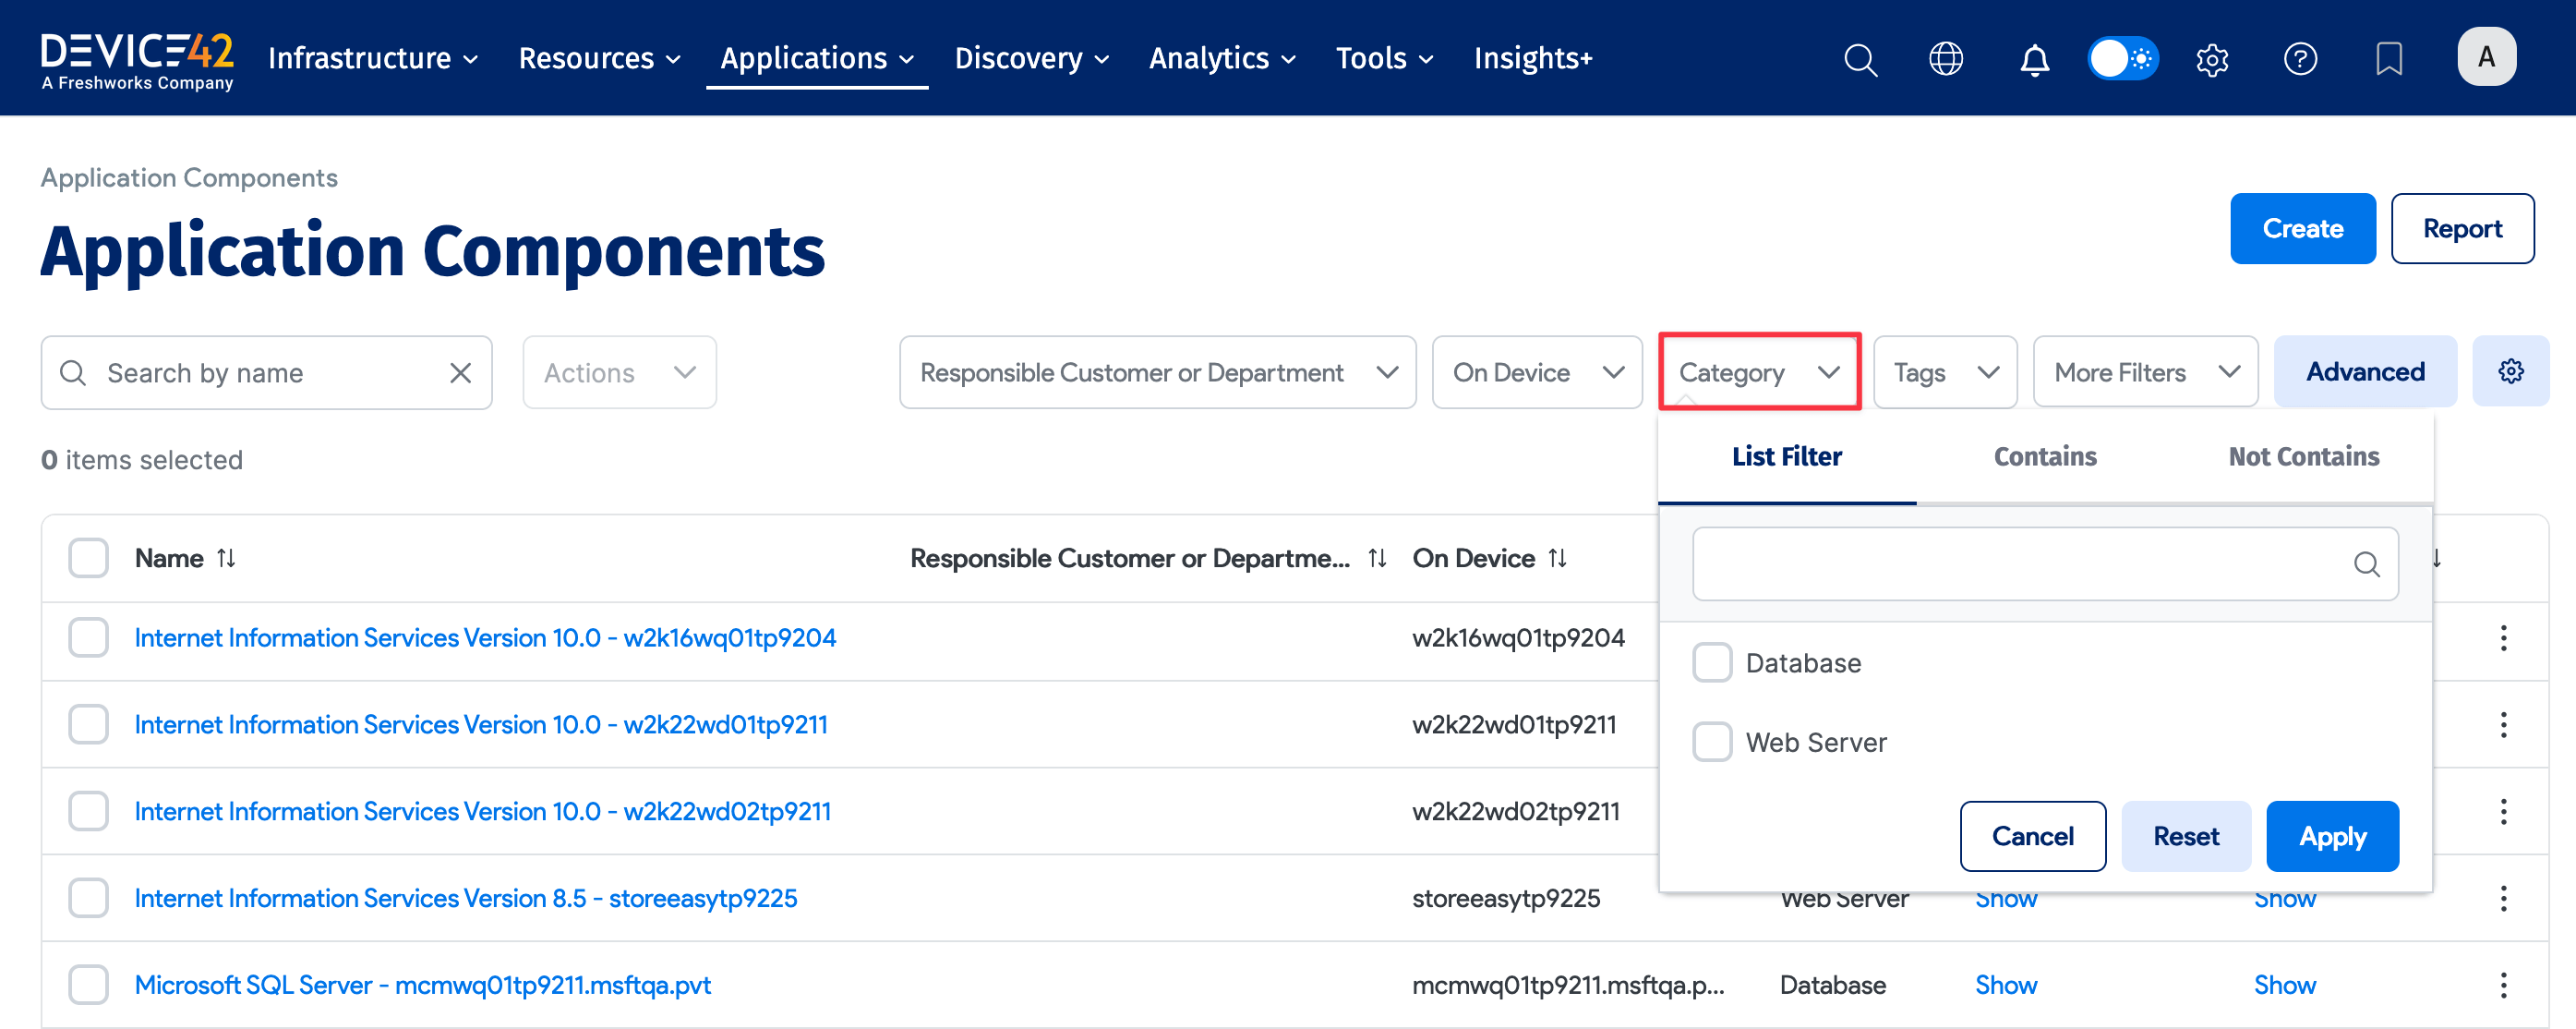 DEVICE42
A Freshworks Company
Infrastructure Resources Applications Discovery Analytics Tools Insights+
A
Application Components
Application Components
Create Report
Search by name Actions Responsible Customer or Department On Device Category Tags More Filters Advanced
0 items selected
List Filter Contains Not Contains
Name Responsible Customer or Departme... On Device
Internet Information Services Version 10.0 - w2k16wq01tp9204 w2k16wq01tp9204
Database
Internet Information Services Version 10.0 - w2k22wd01tp9211 w2k22wd01tp9211
Web Server
Internet Information Services Version 10.0 - w2k22wd02tp9211 w2k22wd02tp9211
Cancel Reset Apply
Internet Information Services Version 8.5 - storeeasytp9225 storeeasytp9225 Web Server Show Show
Microsoft SQL Server - mcmwq01tp9211.msftqa.pvt mcmwq01tp9211.msftqa.p... Database Show Show